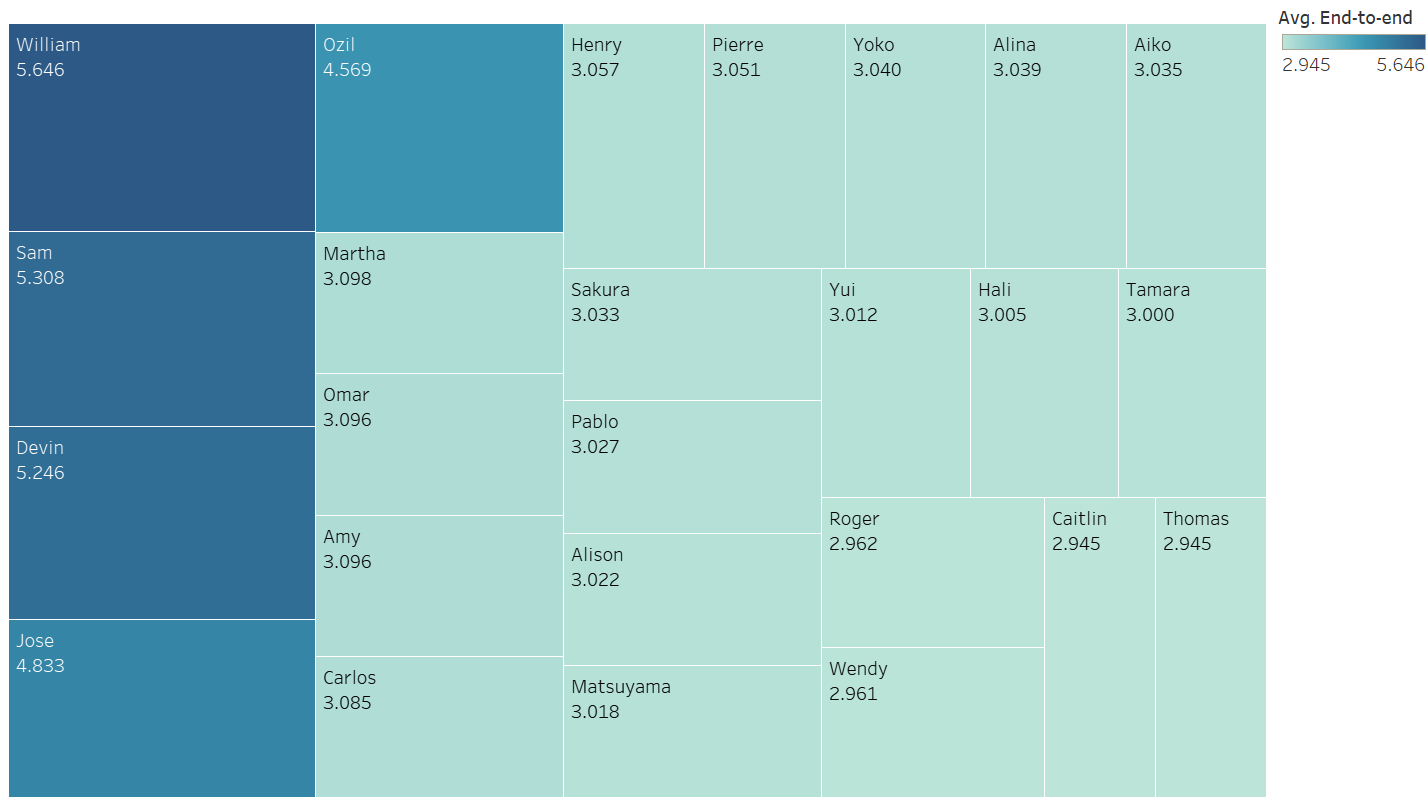 William
5.646
Sam
5.308
Devin
5.246
Jose
4.833
Ozil
4.569
Martha
3.098
Omar
3.096
Amy
3.096
Carlos
3.085
Henry
3.057
Pierre
3.051
Yoko
3.040
Alina
3.039
Aiko
3.035
Sakura
3.033
Pablo
3.027
Alison
3.022
Matsuyama
3.018
Yui
3.012
Hali
3.005
Tamara
3.000
Roger
2.962
Wendy
2.961
Caitlin
2.945
Thomas
2.945
Avg. End-to-end
2.945 5.646